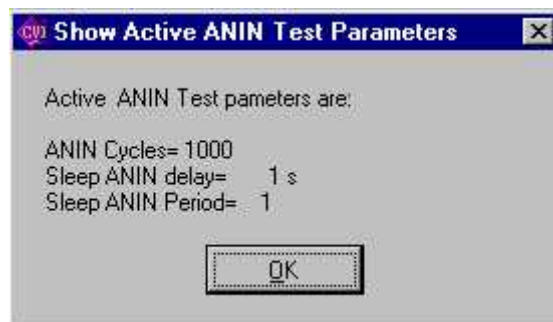 CVI Show Active ANIN Test Parameters
Active ANIN Test pameters are:
ANIN Cycles= 1000
Sleep ANIN delay= 1 s
Sleep ANIN Period= 1
OK